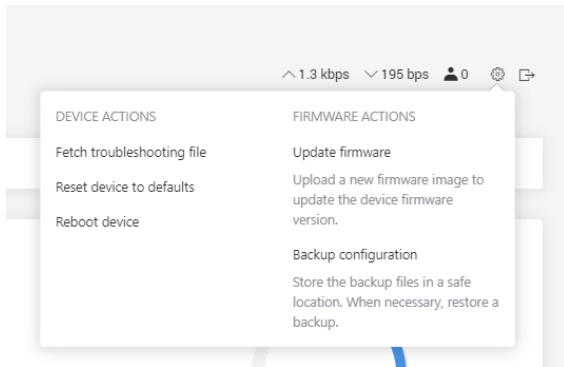 1.3 kbps 195 bps 0
DEVICE ACTIONS
Fetch troubleshooting file
Reset device to defaults
Reboot device
FIRMWARE ACTIONS
Update firmware
Upload a new firmware image to
update the device firmware
version.
Backup configuration
Store the backup files in a safe
location. When necessary, restore a
backup.